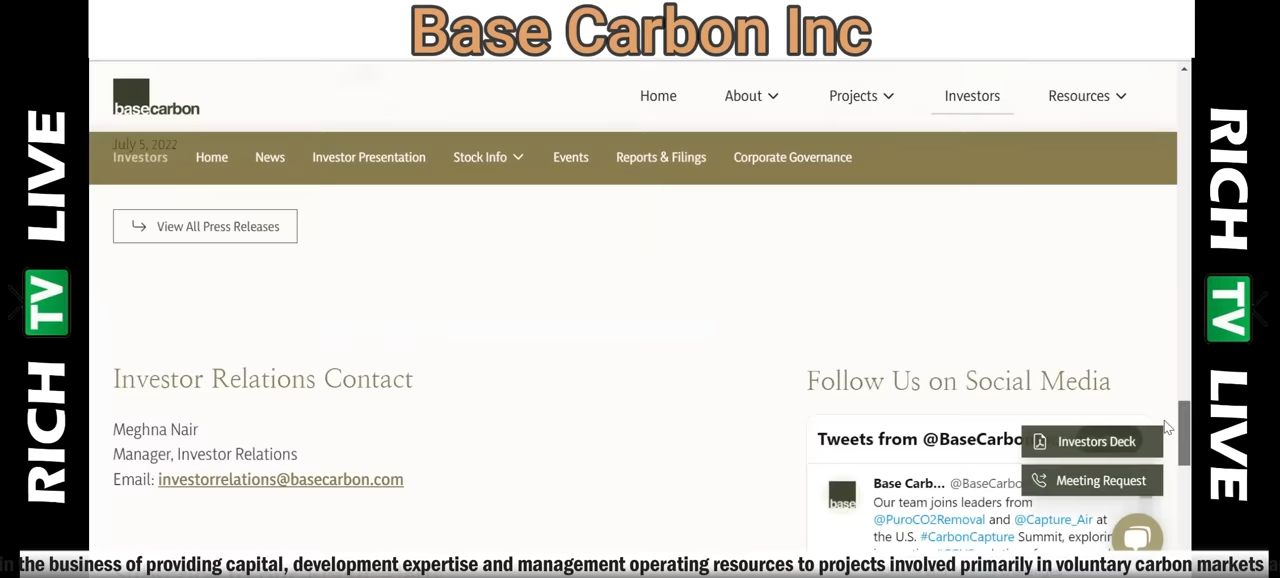 Base Carbon Inc
basecarbon
Home
About
Projects
Investors
Resources
July 5, 2022
Investors
Home
News
Investor Presentation
Stock Info
Events
Reports & Filings
Corporate Governance
View All Press Releases
RICH TV LIVE
RICH TV LIVE
Investor Relations Contact
Meghna Nair
Manager, Investor Relations
Email: investorrelations@basecarbon.com
Follow Us on Social Media
Tweets from @BaseCarbo
Investors Deck
Meeting Request
base
Base Carb... @BaseCarbo
Our team joins leaders from
@PuroCO2Removal and @Capture_Air at
the U.S. #CarbonCapture Summit, explorin
in the business of providing capital, development expertise and management operating resources to projects involved primarily in voluntary carbon markets